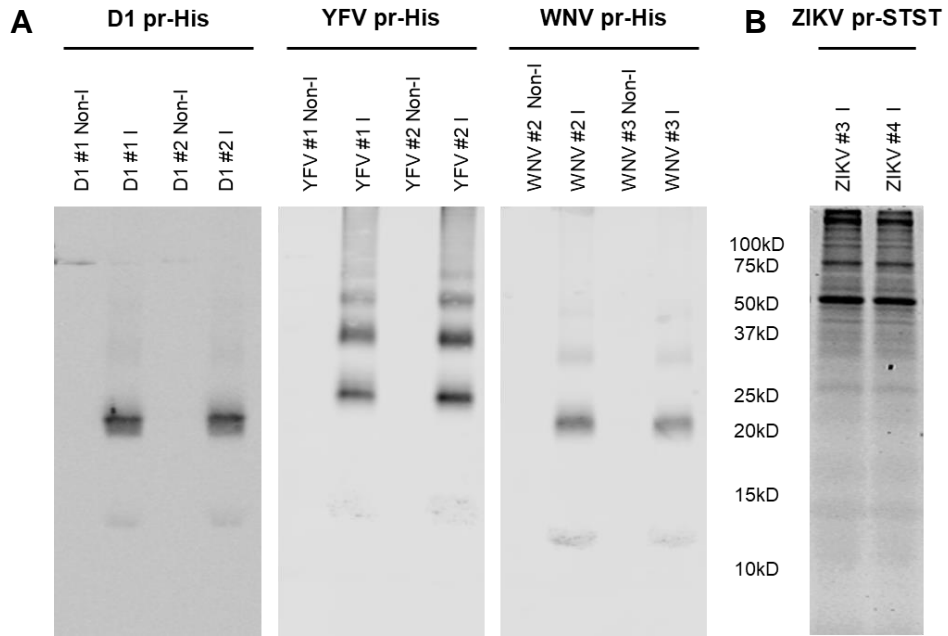 A
D1 pr-His
YFV pr-His
WNV pr-His
B
ZIKV pr-STST
D1 #1 Non-I
D1 #1 I
D1 #2 Non-I
D1 #2 I
YFV #1 Non-I
YFV #1 I
YFV #2 Non-I
YFV #2 I
WNV #2 Non-I
WNV #2 I
WNV #3 Non-I
WNV #3 I
ZIKV #3 I
ZIKV #4 I
100kD
75kD
50kD
37kD
25kD
20kD
15kD
10kD